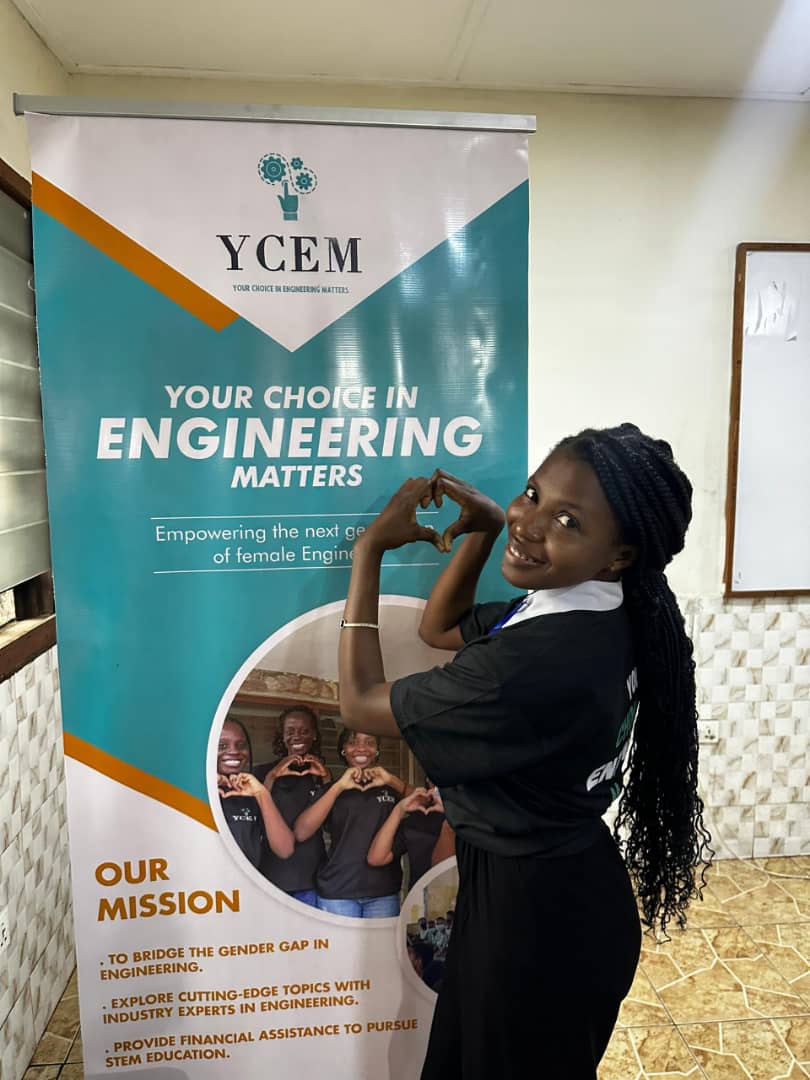 YCEM
YOUR CHOICE IN ENGINEERING MATTERS
YOUR CHOICE IN
ENGINEERING
MATTERS
Empowering the next ge
of female Engine
OUR
MISSION
. TO BRIDGE THE GENDER GAP IN
ENGINEERING.
. EXPLORE CUTTING-EDGE TOPICS WITH
INDUSTRY EXPERTS IN ENGINEERING.
. PROVIDE FINANCIAL ASSISTANCE TO PURSUE
STEM EDUCATION.